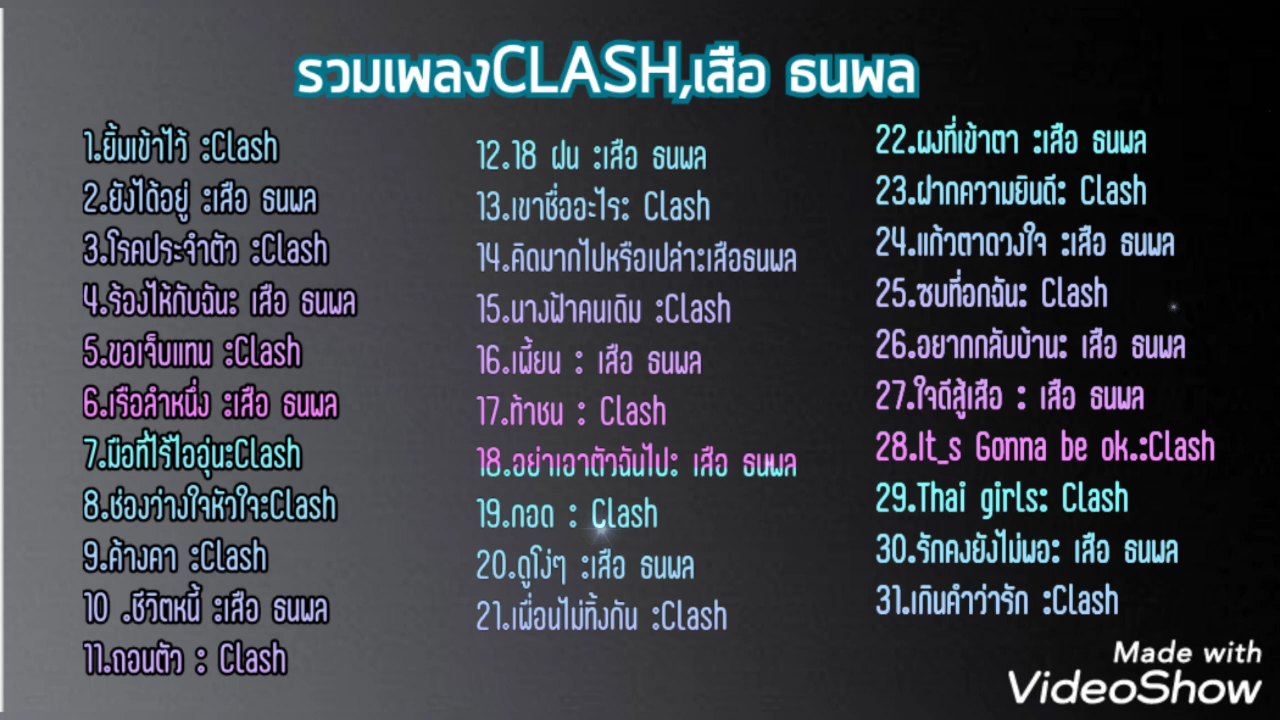 รวมเพลงCLASH,เสือ ธนพล
1.ยิ้มเข้าไว้ :Clash
2.ยังได้อยู่ :เสือ ธนพล
3.โรคประจำตัว :Clash
4.ร้องไห้กับฉัน: เสือ ธนพล
5.ขอเจ็บแทน :Clash
6.เรือลำหนึ่ง :เสือ ธนพล
7.มือที่ไร้ไออุ่น:Clash
8.ช่องว่างใจหัวใจ:Clash
9.ค้างคา :Clash
10 .ชีวิตหนี้ :เสือ ธนพล
11.ถอนตัว : Clash
12.18 ฝน :เสือ ธนพล
13.เขาชื่ออะไร: Clash
14.คิดมากไปหรือเปล่า:เสือธนพล
15.นางฟ้าคนเดิม :Clash
16.เพี้ยน : เสือ ธนพล
17.ท้าชน : Clash
18.อย่าเอาตัวฉันไป: เสือ ธนพล
19.กอด : Clash
20.ดูโง่ๆ :เสือ ธนพล
21.เพื่อนไม่ทิ้งกัน :Clash
22.ผงที่เข้าตา :เสือ ธนพล
23.ฝากความยินดี: Clash
24.แก้วตาดวงใจ :เสือ ธนพล
25.ซบที่อกฉัน: Clash
26.อยากกลับบ้าน: เสือ ธนพล
27.ใจดีสู้เสือ : เสือ ธนพล
28.It_s Gonna be ok.:Clash
29.Thai girls: Clash
30.รักคงยังไม่พอ: เสือ ธนพล
31.เกินคำว่ารัก :Clash
Made with
VideoShow